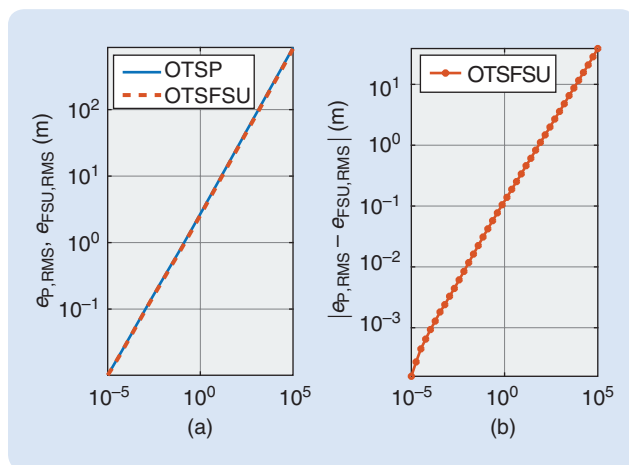 OTSP
OTSFSU
e_P,RMS, e_FSU,RMS (m)
10^2
10^1
10^0
10^−1
10^−5
10^0
10^5
(a)
OTSFSU
|e_P,RMS − e_FSU,RMS| (m)
10^1
10^0
10^−1
10^−2
10^−3
10^−5
10^0
10^5
(b)